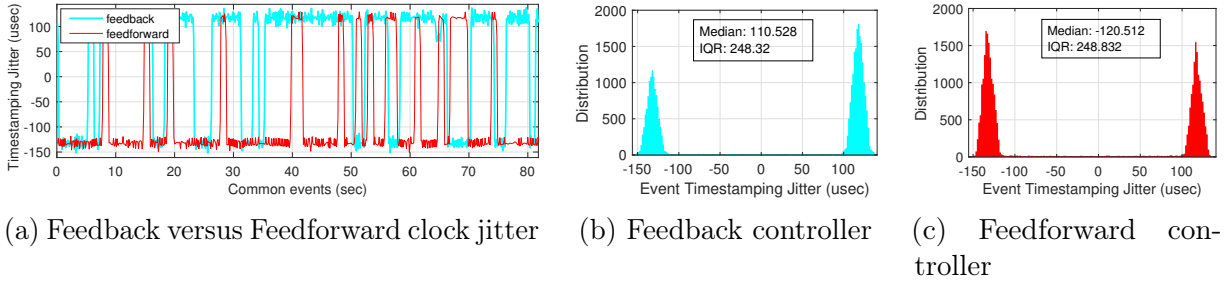 Timestamping Jitter (usec)
100
50
0
-50
-100
-150
feedback
feedforward
0 10 20 30 40 50 60 70 80
Common events (sec)
Distribution
2000
1500
1000
500
0
Median: 110.528
IQR: 248.32
-150 -100 -50 0 50 100
Event Timestamping Jitter (usec)
Distribution
2000
1500
1000
500
0
Median: -120.512
IQR: 248.832
-150 -100 -50 0 50 100
Event Timestamping Jitter (usec)
(a) Feedback versus Feedforward clock jitter
(b) Feedback controller
(c) Feedforward con-
troller